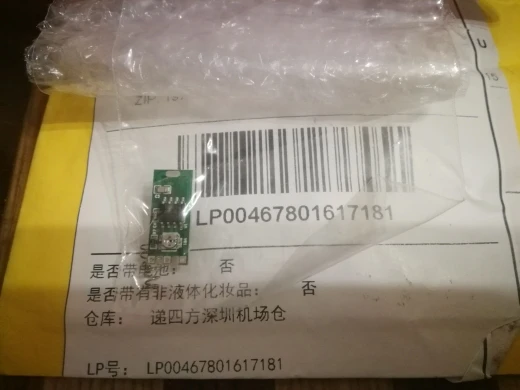 U
15
ZIP
LP00467801617181
是否带电池： 否
是否带有非液体化妆品： 否
仓库： 递四方深圳机场仓
LP号： LP00467801617181